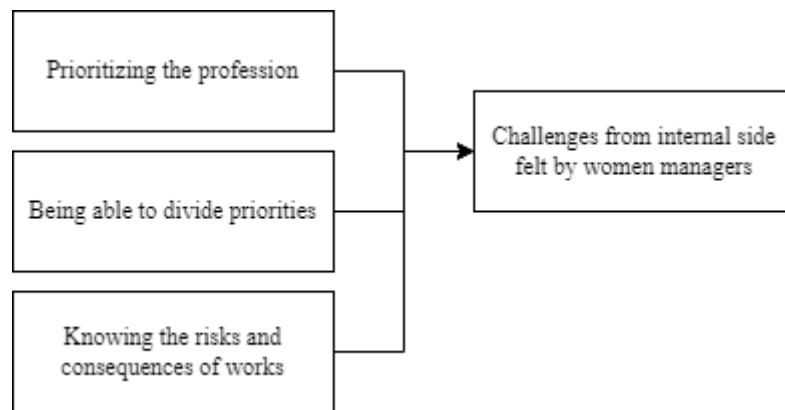 Prioritizing the profession
Being able to divide priorities
Knowing the risks and
consequences of works
Challenges from internal side
felt by women managers